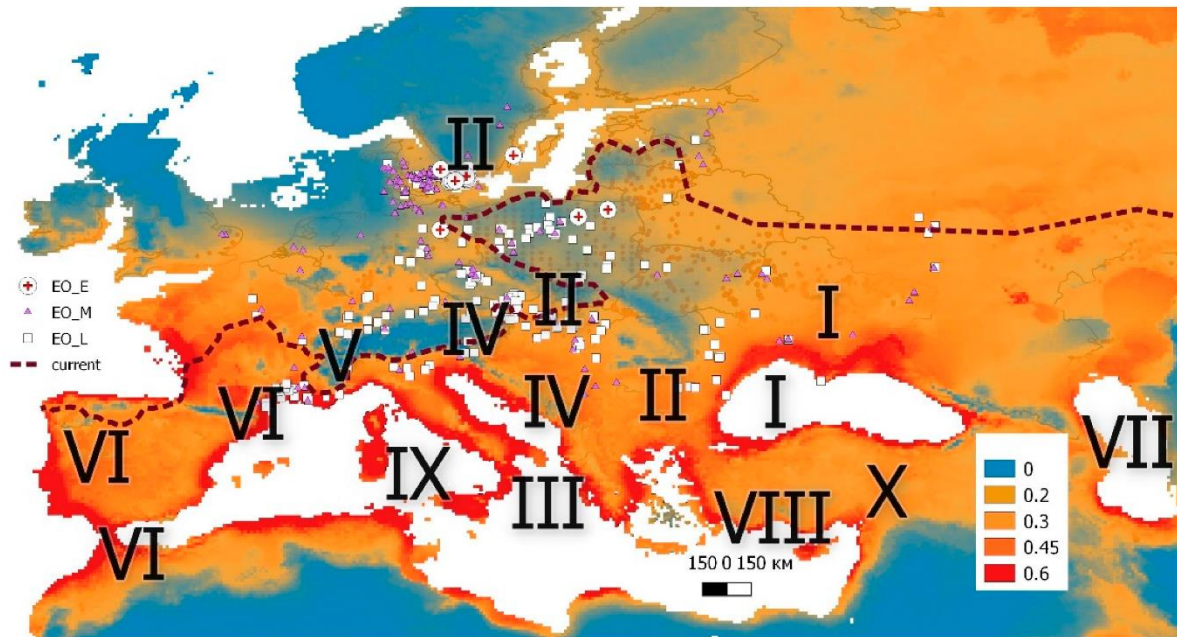 II
EO_E
EO_M
EO_L
current
II
I
V
IV
VI
IV
II
I
VI
IX
III
VIII
X
VII
VI
150 0 150 км
0
0.2
0.3
0.45
0.6